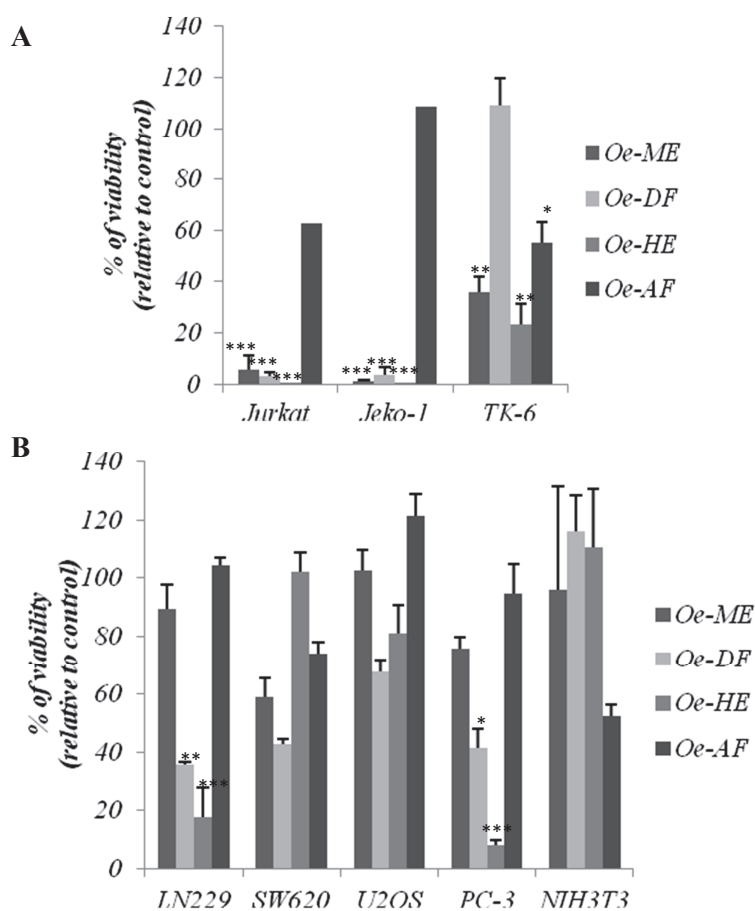 A
140
120
100
80
60
40
20
0
% of viability
(relative to control)
*** *** ***
*** *** ***
** ** *
Jurkat Jeko-1 TK-6
Oe-ME
Oe-DF
Oe-HE
Oe-AF
B
140
120
100
80
60
40
20
0
% of viability
(relative to control)
** ***
* ***
LN229 SW620 U2OS PC-3 NIH3T3
Oe-ME
Oe-DF
Oe-HE
Oe-AF